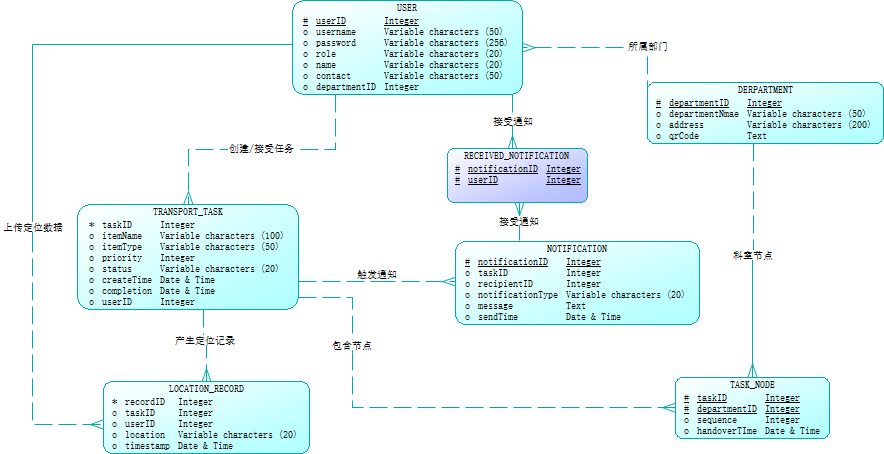 USER
# userID Integer
o username Variable characters (50)
o password Variable characters (256)
o role Variable characters (20)
o name Variable characters (20)
o contact Variable characters (50)
o departmentID Integer
所属部门
DERPARTMENT
# departmentID Integer
o departmentNmae Variable characters (50)
o address Variable characters (200)
o qrCode Text
接受通知
创建/接受任务
RECEIVED_NOTIFICATION
# notificationID Integer
# userID Integer
TRANSPORT_TASK
* taskID Integer
o itemName Variable characters (100)
o itemType Variable characters (50)
o priority Integer
o status Variable characters (20)
o createTime Date & Time
o completion Date & Time
o userID Integer
上传定位数据
接受通知
NOTIFICATION
# notificationID Integer
o taskID Integer
o recipientID Integer
o notificationType Variable characters (20)
o message Text
o sendTime Date & Time
科室节点
触发通知
产生定位记录
包含节点
LOCATION_RECORD
* recordID Integer
o taskID Integer
o userID Integer
o location Variable characters (20)
o timestamp Date & Time
TASK_NODE
# taskID Integer
# departmentID Integer
o sequence Integer
o handoverTIme Date & Time